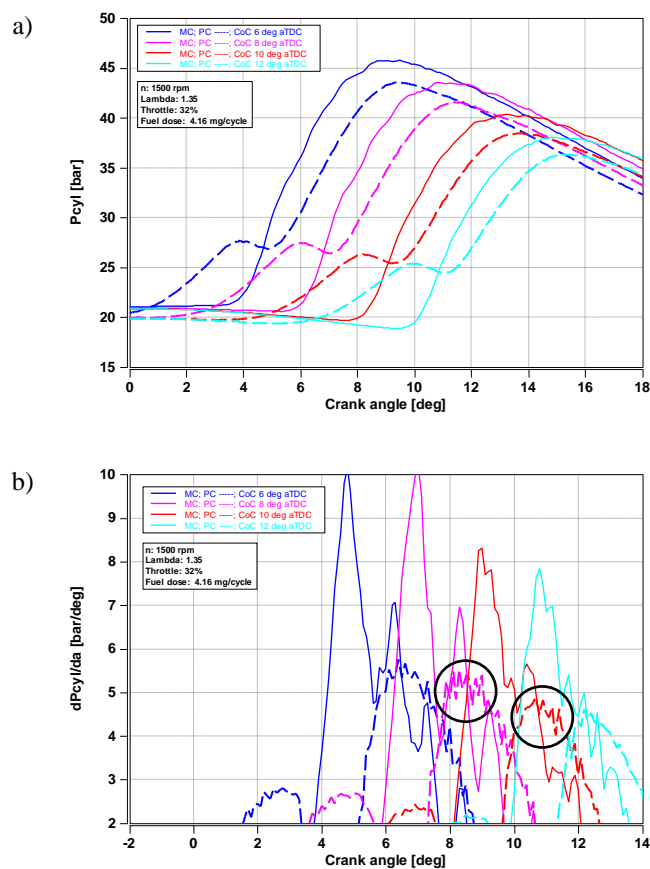 a)
50
45
40
35
30
25
20
15
Pcyl [bar]
MC; PC -----; CoC 6 deg aTDC
MC; PC -----; CoC 8 deg aTDC
MC; PC -----; CoC 10 deg aTDC
MC; PC -----; CoC 12 deg aTDC
n: 1500 rpm
Lambda: 1.35
Throttle: 32%
Fuel dose: 4.16 mg/cycle
0 2 4 6 8 10 12 14 16 18
Crank angle [deg]
b)
10
9
8
7
6
5
4
3
2
dPcyl/da [bar/deg]
MC; PC -----; CoC 6 deg aTDC
MC; PC -----; CoC 8 deg aTDC
MC; PC -----; CoC 10 deg aTDC
MC; PC -----; CoC 12 deg aTDC
n: 1500 rpm
Lambda: 1.35
Throttle: 32%
Fuel dose: 4.16 mg/cycle
-2 0 2 4 6 8 10 12 14
Crank angle [deg]